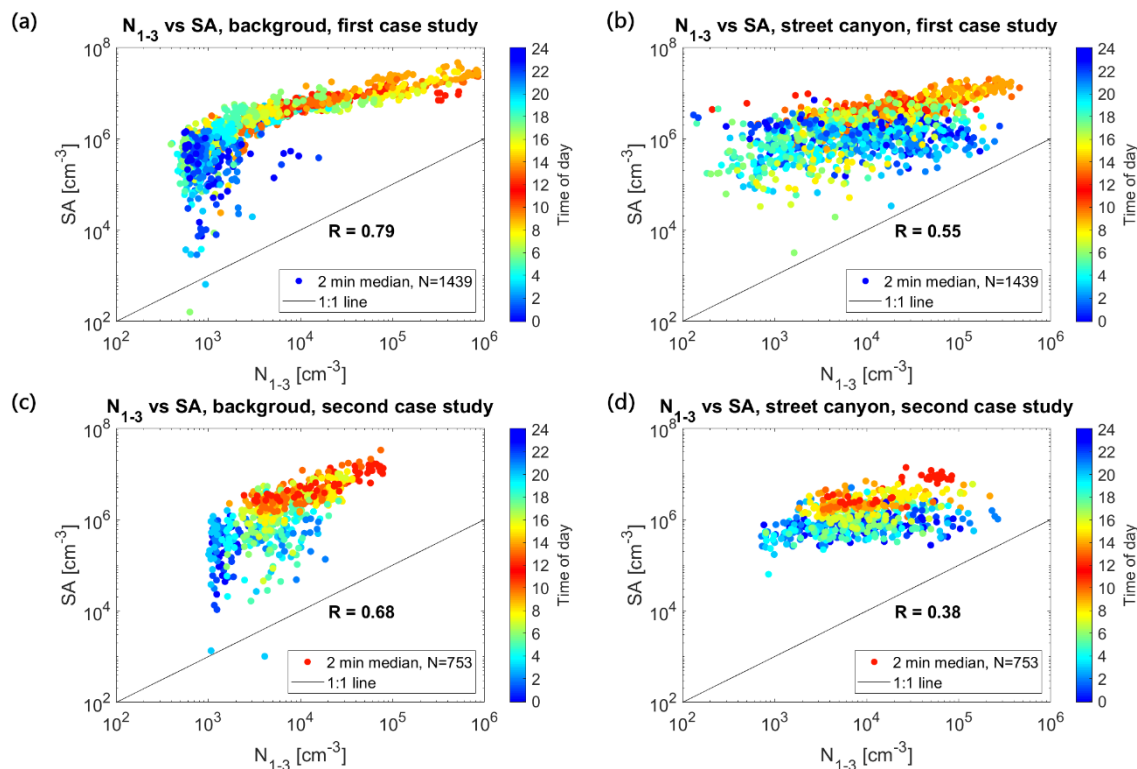 (a)
N1-3 vs SA, backgroud, first case study
10^8
10^6
10^4
10^2
SA [cm^-3]
R = 0.79
2 min median, N=1439
1:1 line
10^2 10^3 10^4 10^5 10^6
N1-3 [cm^-3]
24
22
20
18
16
14
12
10
8
6
4
2
0
Time of day
(b)
N1-3 vs SA, street canyon, first case study
10^8
10^6
10^4
10^2
SA [cm^-3]
R = 0.55
2 min median, N=1439
1:1 line
10^2 10^3 10^4 10^5 10^6
N1-3 [cm^-3]
24
22
20
18
16
14
12
10
8
6
4
2
0
Time of day
(c)
N1-3 vs SA, backgroud, second case study
10^8
10^6
10^4
10^2
SA [cm^-3]
R = 0.68
2 min median, N=753
1:1 line
10^2 10^3 10^4 10^5 10^6
N1-3 [cm^-3]
24
22
20
18
16
14
12
10
8
6
4
2
0
Time of day
(d)
N1-3 vs SA, street canyon, second case study
10^8
10^6
10^4
10^2
SA [cm^-3]
R = 0.38
2 min median, N=753
1:1 line
10^2 10^3 10^4 10^5 10^6
N1-3 [cm^-3]
24
22
20
18
16
14
12
10
8
6
4
2
0
Time of day